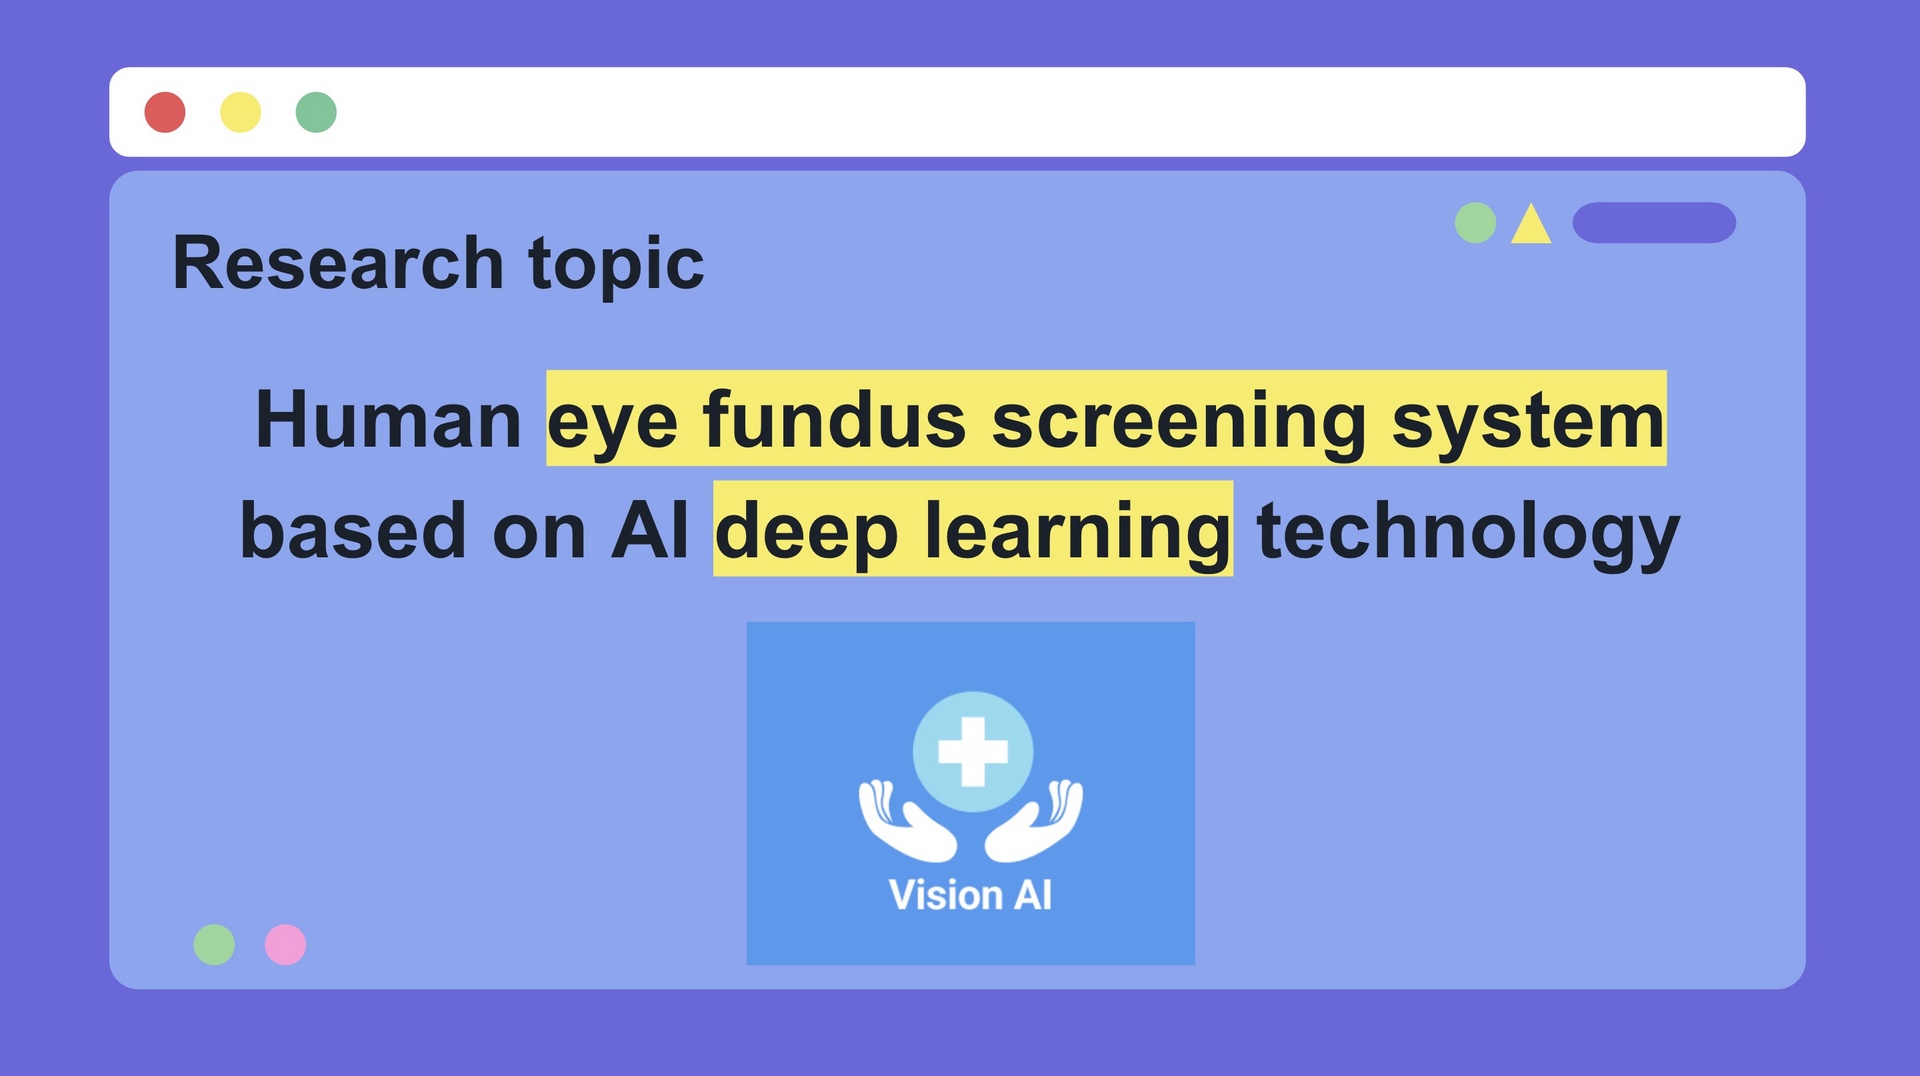 Research topic
Human eye fundus screening system
based on AI deep learning technology
Vision AI